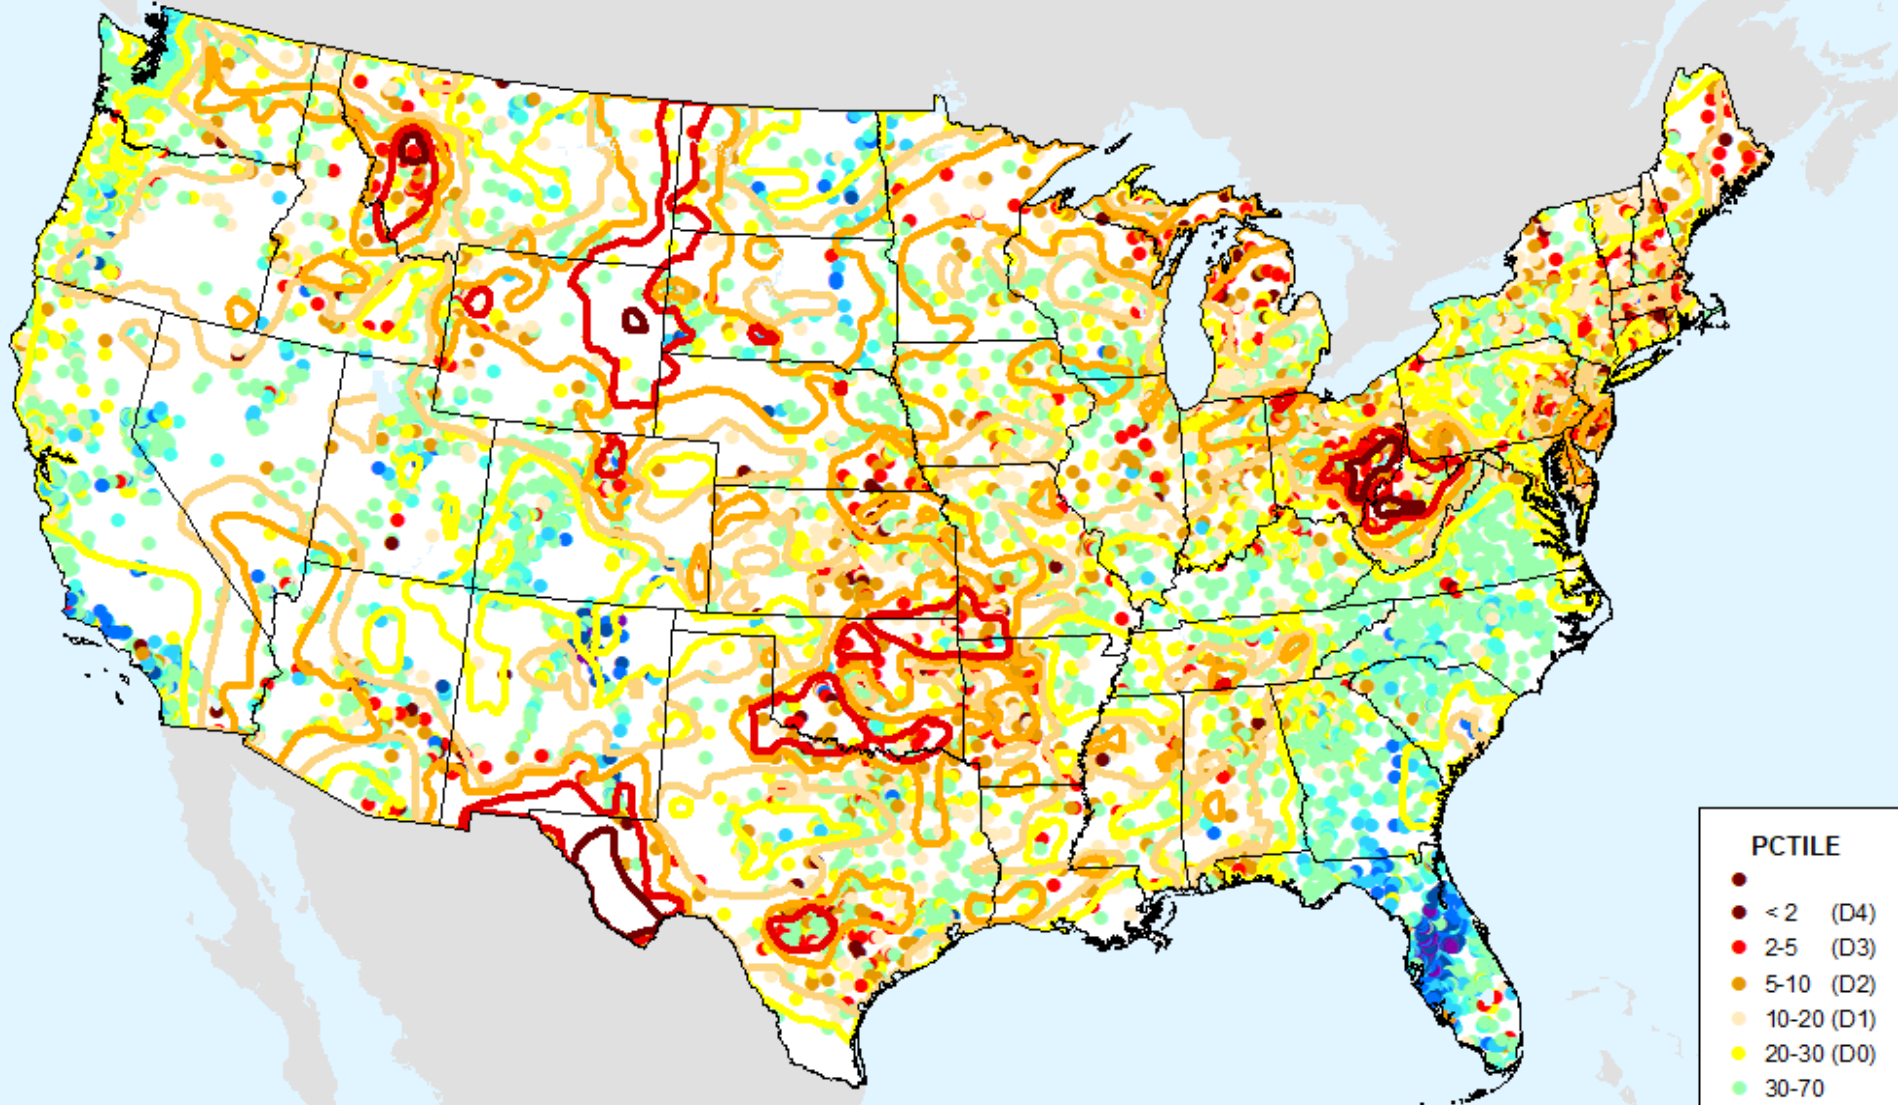 PCTILE
< 2 (D4)
2-5 (D3)
5-10 (D2)
10-20 (D1)
20-30 (D0)
30-70